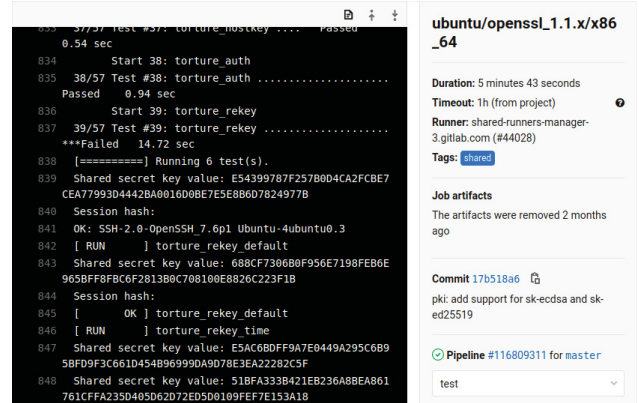 833 37/57 Test #37: torture_hostkey .... Passed
0.54 sec
834 Start 38: torture_auth
835 38/57 Test #38: torture_auth .....................
Passed 0.94 sec
836 Start 39: torture_rekey
837 39/57 Test #39: torture_rekey ....................
***Failed 14.72 sec
838 [==========] Running 6 test(s).
839 Shared secret key value: E54399787F257B0D4CA2FCBE7
CEA77993D4442BA0016D0BE7E5E8B6D7824977B
840 Session hash:
841 OK: SSH-2.0-OpenSSH_7.6p1 Ubuntu-4ubuntu0.3
842 [ RUN ] torture_rekey_default
843 Shared secret key value: 688CF7306B0F956E7198FEB6E
965BFF8FBC6F2813B0C708100E8826C223F1B
844 Session hash:
845 [ OK ] torture_rekey_default
846 [ RUN ] torture_rekey_time
847 Shared secret key value: E5AC6BDFF9A7E0449A295C6B9
5BFD9F3C661D454B96999DA9D78E3EA22282C5F
848 Shared secret key value: 51BFA333B421EB236A8BEA861
761CFFA235D405D62D72ED5D0109FEF7E153A18
ubuntu/openssl_1.1.x/x86
_64
Duration: 5 minutes 43 seconds
Timeout: 1h (from project)
Runner: shared-runners-manager-
3.gitlab.com (#44028)
Tags: shared
Job artifacts
The artifacts were removed 2 months
ago
Commit 17b518a6
pki: add support for sk-ecdsa and sk-
ed25519
Pipeline #116809311 for master
test